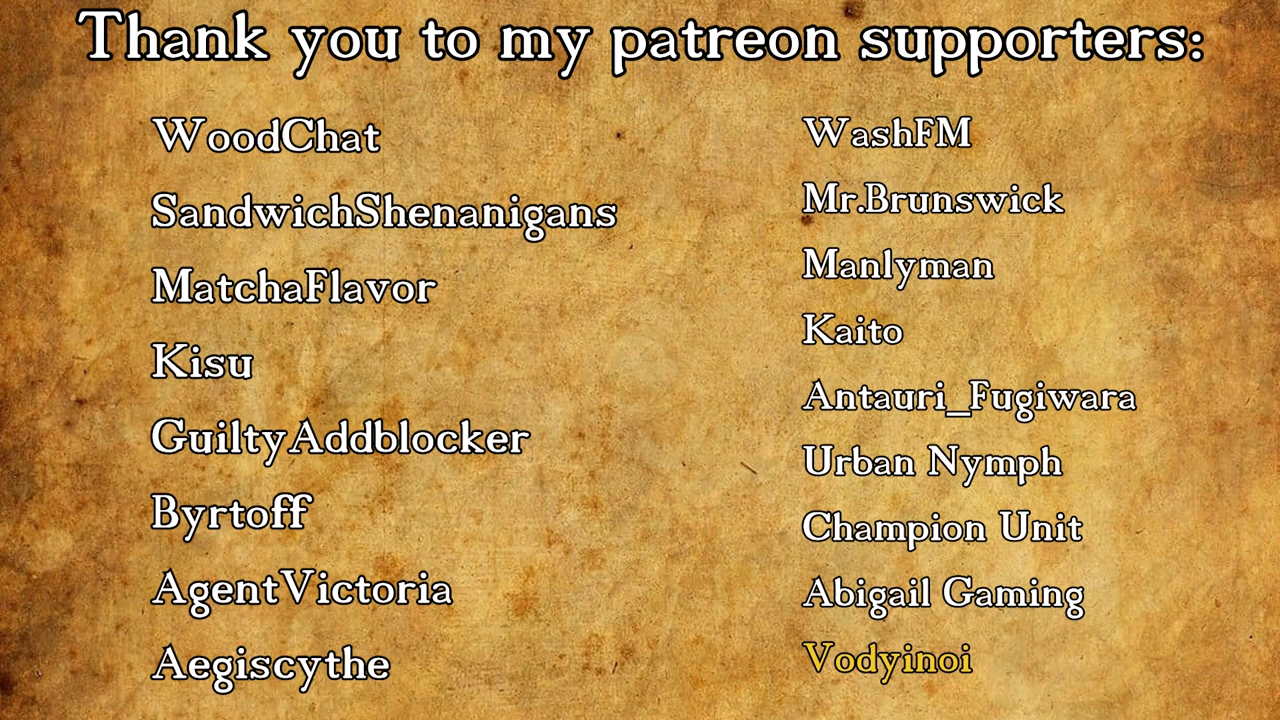 Thank you to my patreon supporters:
WoodChat
SandwichShenanigans
MatchaFlavor
Kisu
GuiltyAddblocker
Byrtoff
AgentVictoria
Aegiscythe
WashFM
Mr.Brunswick
Manlyman
Kaito
Antauri_Fugiwara
Urban Nymph
Champion Unit
Abigail Gaming
Vodyinoi